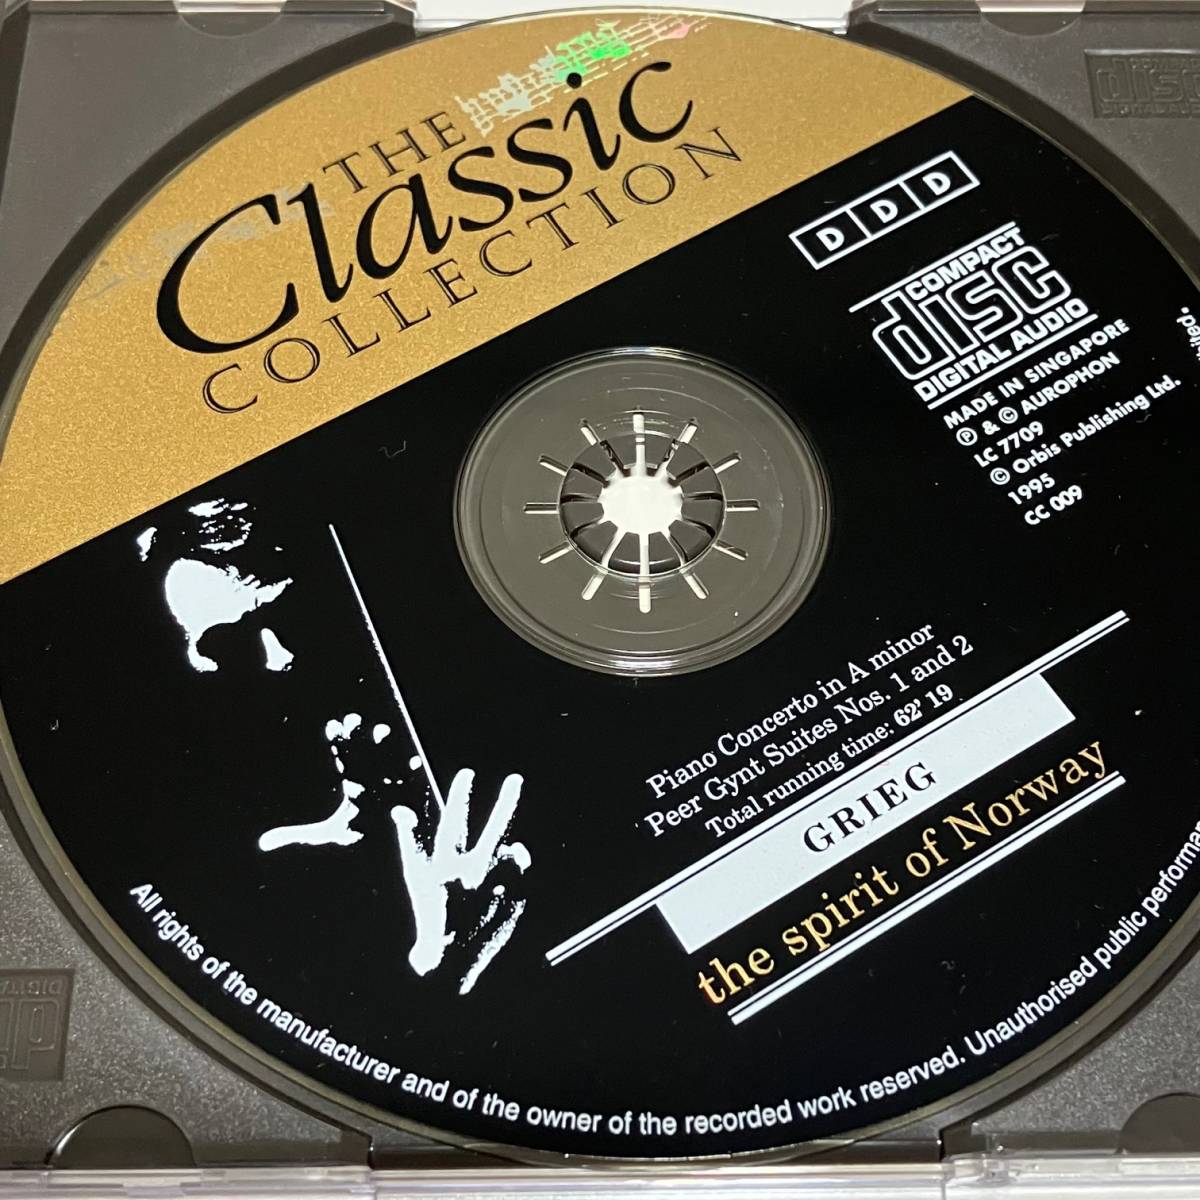 THE
Classic
COLLECTION
DDD
COMPACT
disc
DIGITAL AUDIO
MADE IN SINGAPORE
Ⓟ & © AUROPHON
LC 7709
© Orbis Publishing Ltd.
1995
CC 009
Piano Concerto in A minor
Peer Gynt Suites Nos. 1 and 2
Total running time: 62' 19
GRIEG
the spirit of Norway
All rights of the manufacturer and of the owner of the recorded work reserved. Unauthorised public
disc